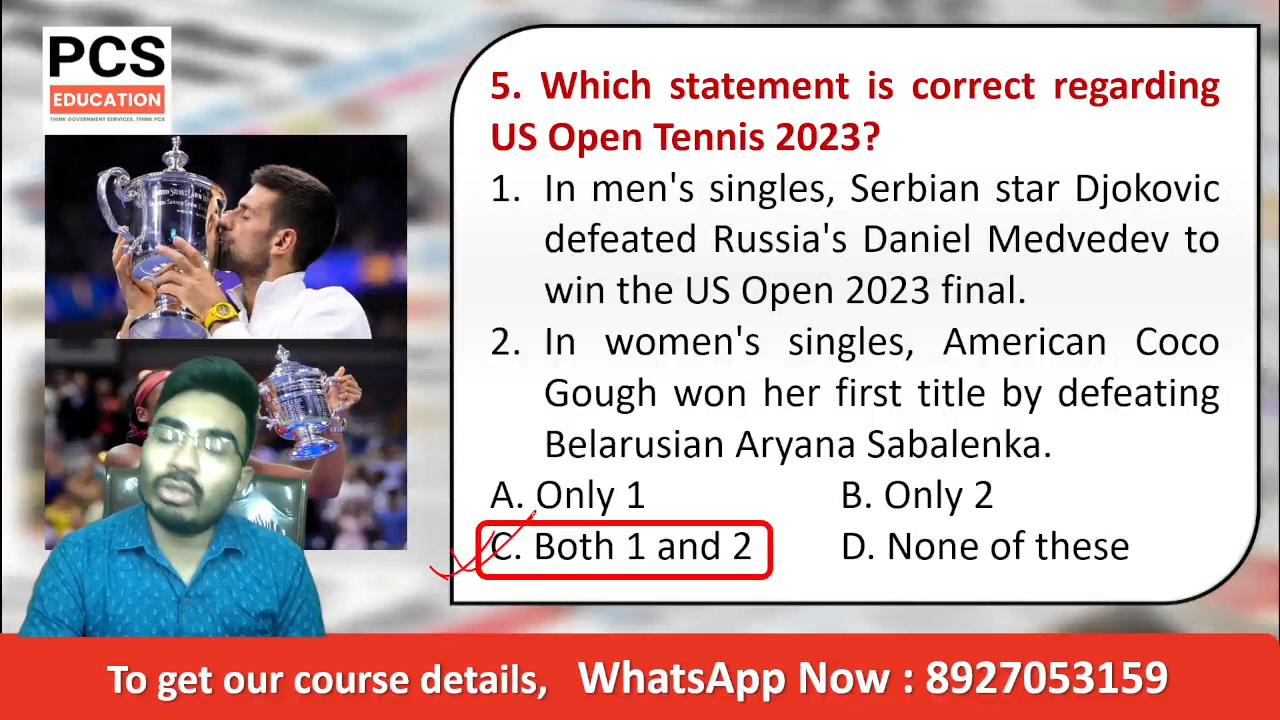 PCS
EDUCATION
THINK GOVERNMENT SERVICES, THINK PCS
5. Which statement is correct regarding
US Open Tennis 2023?
1. In men's singles, Serbian star Djokovic
defeated Russia's Daniel Medvedev to
win the US Open 2023 final.
2. In women's singles, American Coco
Gough won her first title by defeating
Belarusian Aryana Sabalenka.
A. Only 1 B. Only 2
C. Both 1 and 2 D. None of these
To get our course details, WhatsApp Now : 8927053159